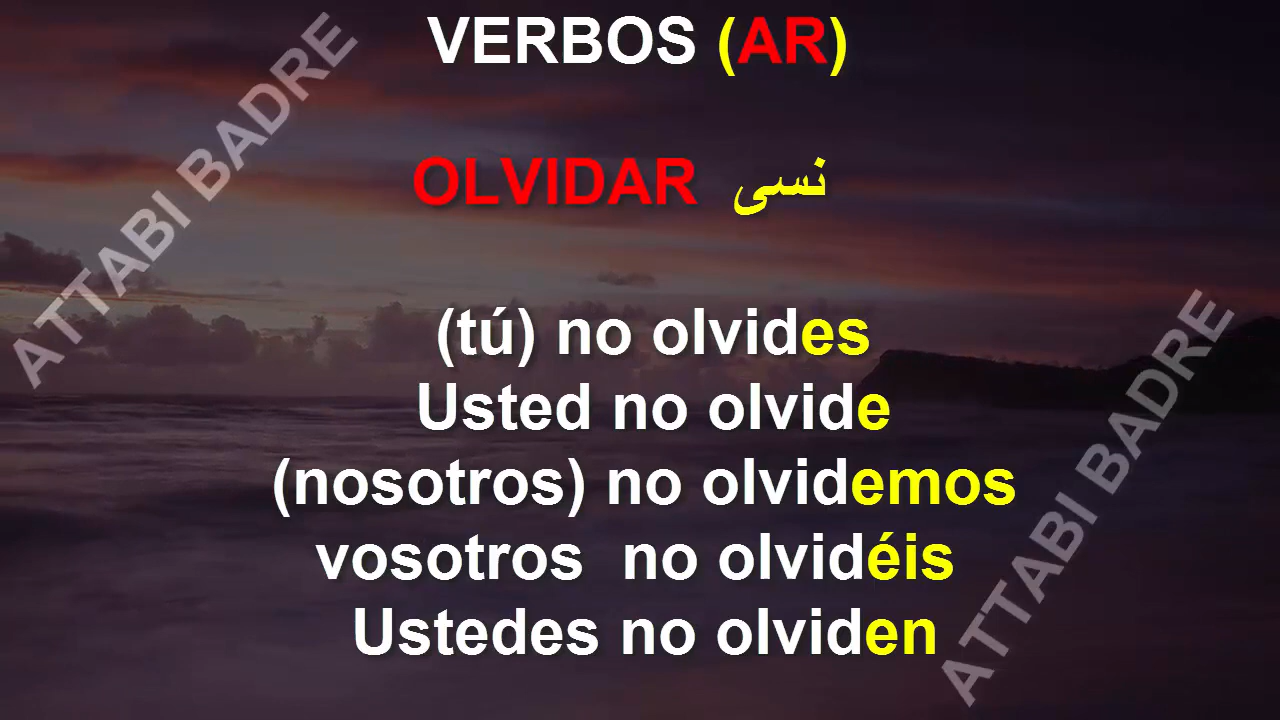 VERBOS (AR)
OLVIDAR نسى
(tú) no olvides
Usted no olvide
(nosotros) no olvidemos
vosotros no olvidéis
Ustedes no olviden
ATTABI BADRE
ATTABI BADRE